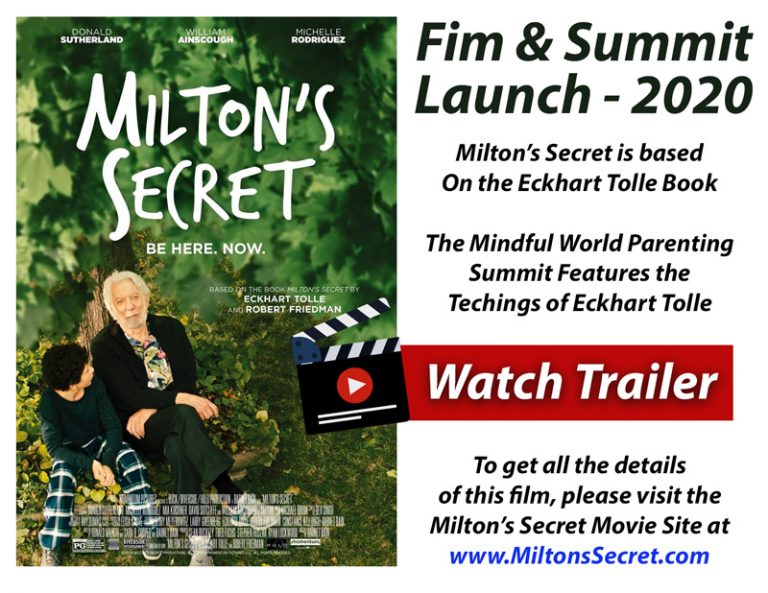 DONALD
SUTHERLAND
WILLIAM
AINSCOUGH
MICHELLE
RODRIGUEZ
MILTON'S
SECRET
BE HERE. NOW.
BASED ON THE BOOK MILTON'S SECRET BY
ECKHART TOLLE
AND ROBERT FRIEDMAN
PG
Fim & Summit
Launch - 2020
Milton's Secret is based
On the Eckhart Tolle Book
The Mindful World Parenting
Summit Features the
Techings of Eckhart Tolle
Watch Trailer
To get all the details
of this film, please visit the
Milton's Secret Movie Site at
www.MiltonsSecret.com